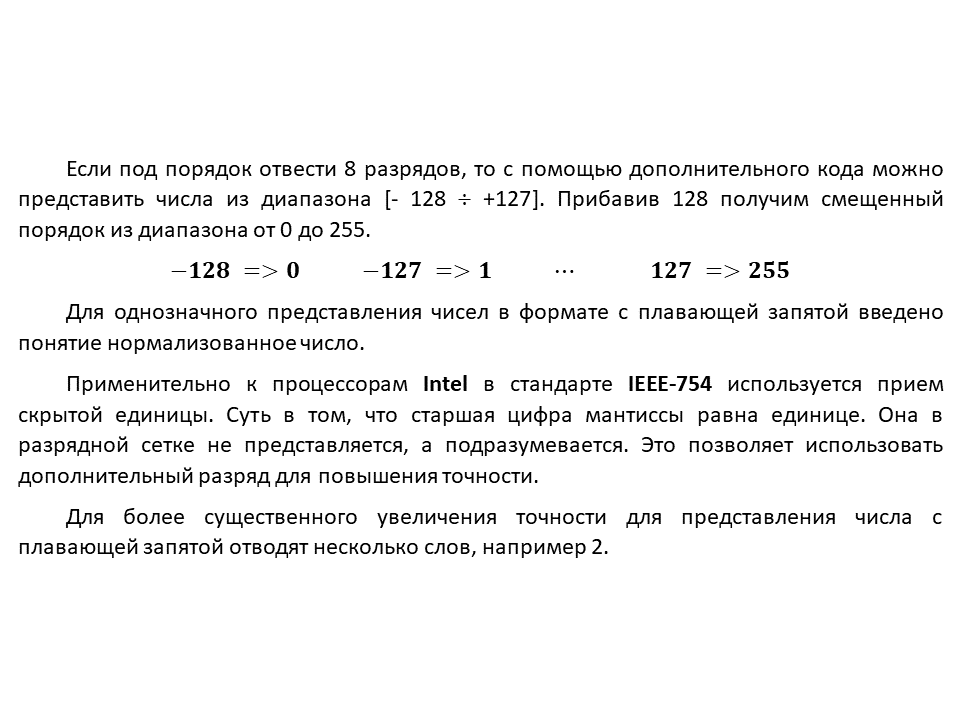 Если под порядок отвести 8 разрядов, то с помощью дополнительного кода можно
представить числа из диапазона [- 128 ÷ +127]. Прибавив 128 получим смещенный
порядок из диапазона от 0 до 255.
−128 => 0 −127 => 1 ⋯ 127 => 255
Для однозначного представления чисел в формате с плавающей запятой введено
понятие нормализованное число.
Применительно к процессорам Intel в стандарте IEEE-754 используется прием
скрытой единицы. Суть в том, что старшая цифра мантиссы равна единице. Она в
разрядной сетке не представляется, а подразумевается. Это позволяет использовать
дополнительный разряд для повышения точности.
Для более существенного увеличения точности для представления числа с
плавающей запятой отводят несколько слов, например 2.